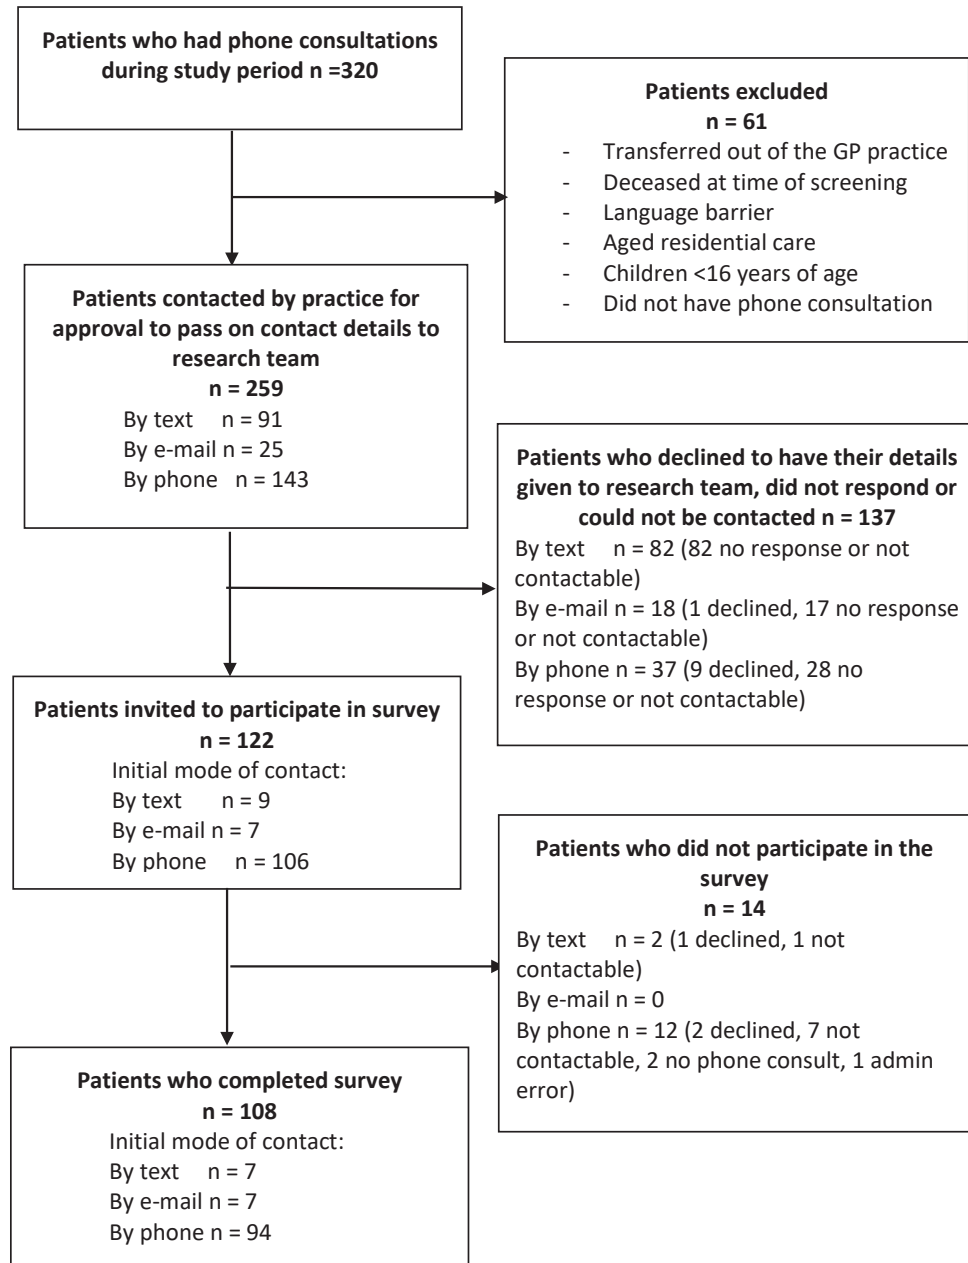 Patients who had phone consultations
during study period n =320
Patients excluded
n = 61
- Transferred out of the GP practice
- Deceased at time of screening
- Language barrier
- Aged residential care
- Children <16 years of age
- Did not have phone consultation
Patients contacted by practice for
approval to pass on contact details to
research team
n = 259
By text n = 91
By e-mail n = 25
By phone n = 143
Patients who declined to have their details
given to research team, did not respond or
could not be contacted n = 137
By text n = 82 (82 no response or not
contactable)
By e-mail n = 18 (1 declined, 17 no response
or not contactable)
By phone n = 37 (9 declined, 28 no
response or not contactable)
Patients invited to participate in survey
n = 122
Initial mode of contact:
By text n = 9
By e-mail n = 7
By phone n = 106
Patients who did not participate in the
survey
n = 14
By text n = 2 (1 declined, 1 not
contactable)
By e-mail n = 0
By phone n = 12 (2 declined, 7 not
contactable, 2 no phone consult, 1 admin
error)
Patients who completed survey
n = 108
Initial mode of contact:
By text n = 7
By e-mail n = 7
By phone n = 94